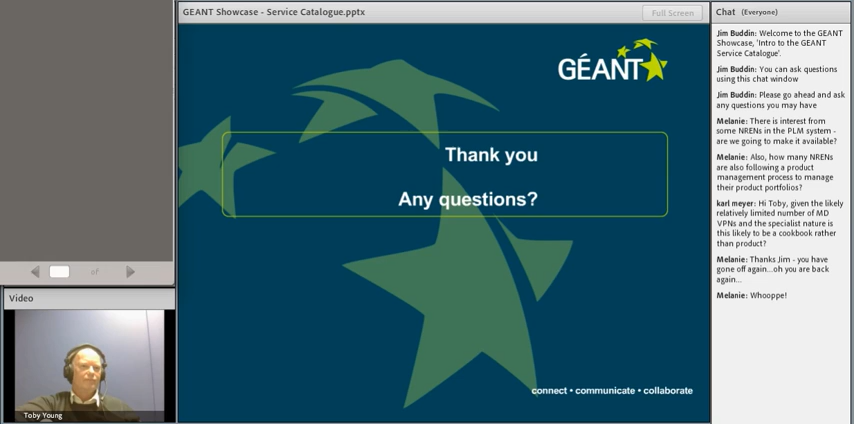 GEANT Showcase - Service Catalogue.pptx
Full Screen
GÉANT
Thank you
Any questions?
connect • communicate • collaborate
of
Video
Toby Young
Chat (Everyone)
Jim Buddin: Welcome to the GEANT
Showcase, 'Intro to the GEANT
Service Catalogue'.
Jim Buddin: You can ask questions
using this chat window
Jim Buddin: Please go ahead and ask
any questions you may have
Melanie: There is interest from
some NRENs in the PLM system -
are we going to make it available?
Melanie: Also, how many NRENs
are also following a product
management process to manage
their product portfolios?
karl meyer: Hi Toby, given the likely
relatively limited number of MD
VPNs and the specialist nature is
this likely to be a cookbook rather
than product?
Melanie: Thanks Jim - you have
gone off again...oh you are back
again...
Melanie: Whooppe!